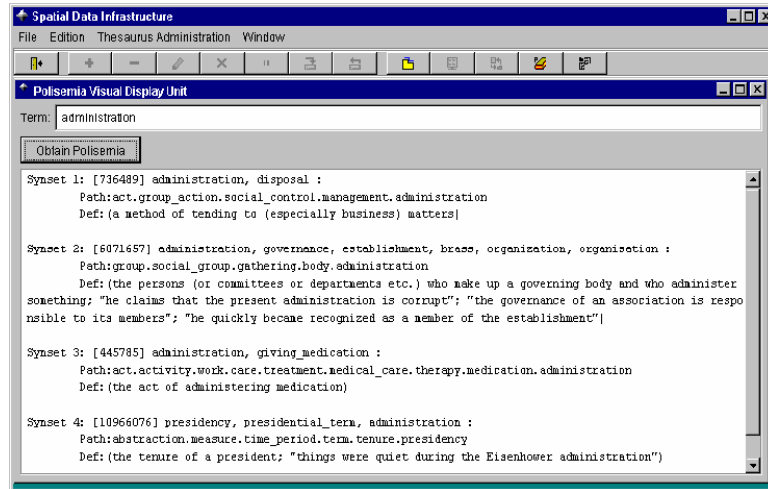 Spatial Data Infrastructure
File Edition Thesaurus Administration Window
Polisemia Visual Display Unit
Term: administration
Obtain Polisemia
Synset 1: [736489] administration, disposal :
Path:act.group_action.social_control.management.administration
Def:(a method of tending to (especially business) matters|
Synset 2: [6071657] administration, governance, establishment, brass, organization, organisation :
Path:group.social_group.gathering.body.administration
Def:(the persons (or committees or departments etc.) who make up a governing body and who administer
something; "he claims that the present administration is corrupt"; "the governance of an association is respo
nsible to its members"; "he quickly became recognized as a member of the establishment"|
Synset 3: [445785] administration, giving_medication :
Path:act.activity.work.care.treatment.medical_care.therapy.medication.administration
Def:(the act of administering medication)
Synset 4: [10966076] presidency, presidential_term, administration :
Path:abstraction.measure.time_period.term.tenure.presidency
Def:(the tenure of a president; "things were quiet during the Eisenhower administration")